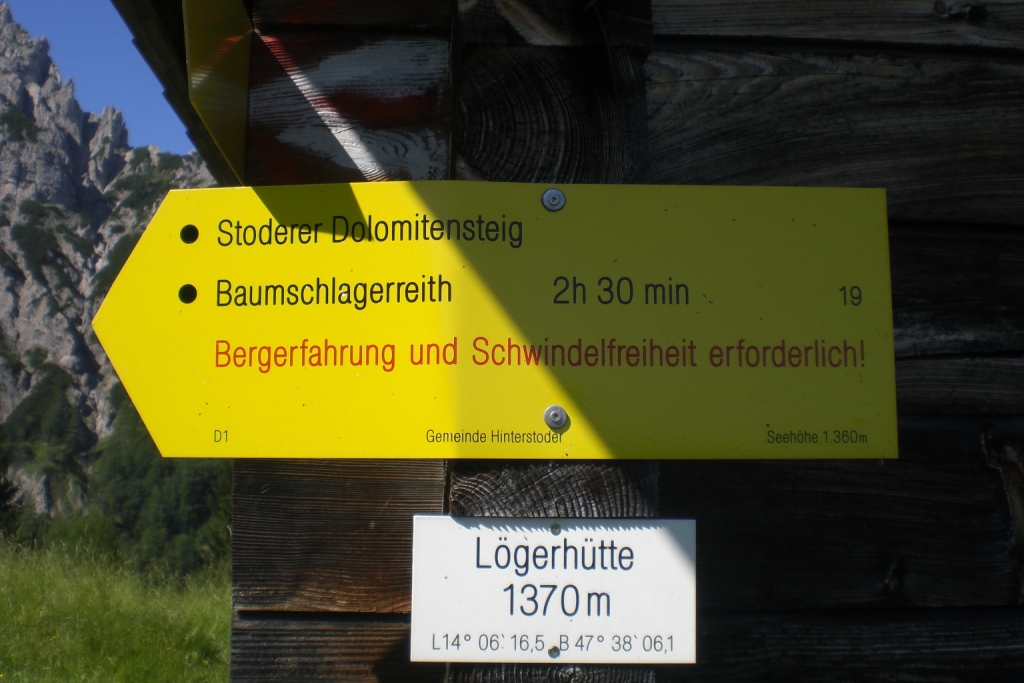 Stoderer Dolomitensteig
Baumschlagerreith 2h 30 min 19
Bergerfahrung und Schwindelfreiheit erforderlich!
D1 Gemeinde Hinterstoder Seehöhe 1.360m
Lögerhütte
1370 m
L14° 06' 16,5 B 47° 38' 06,1